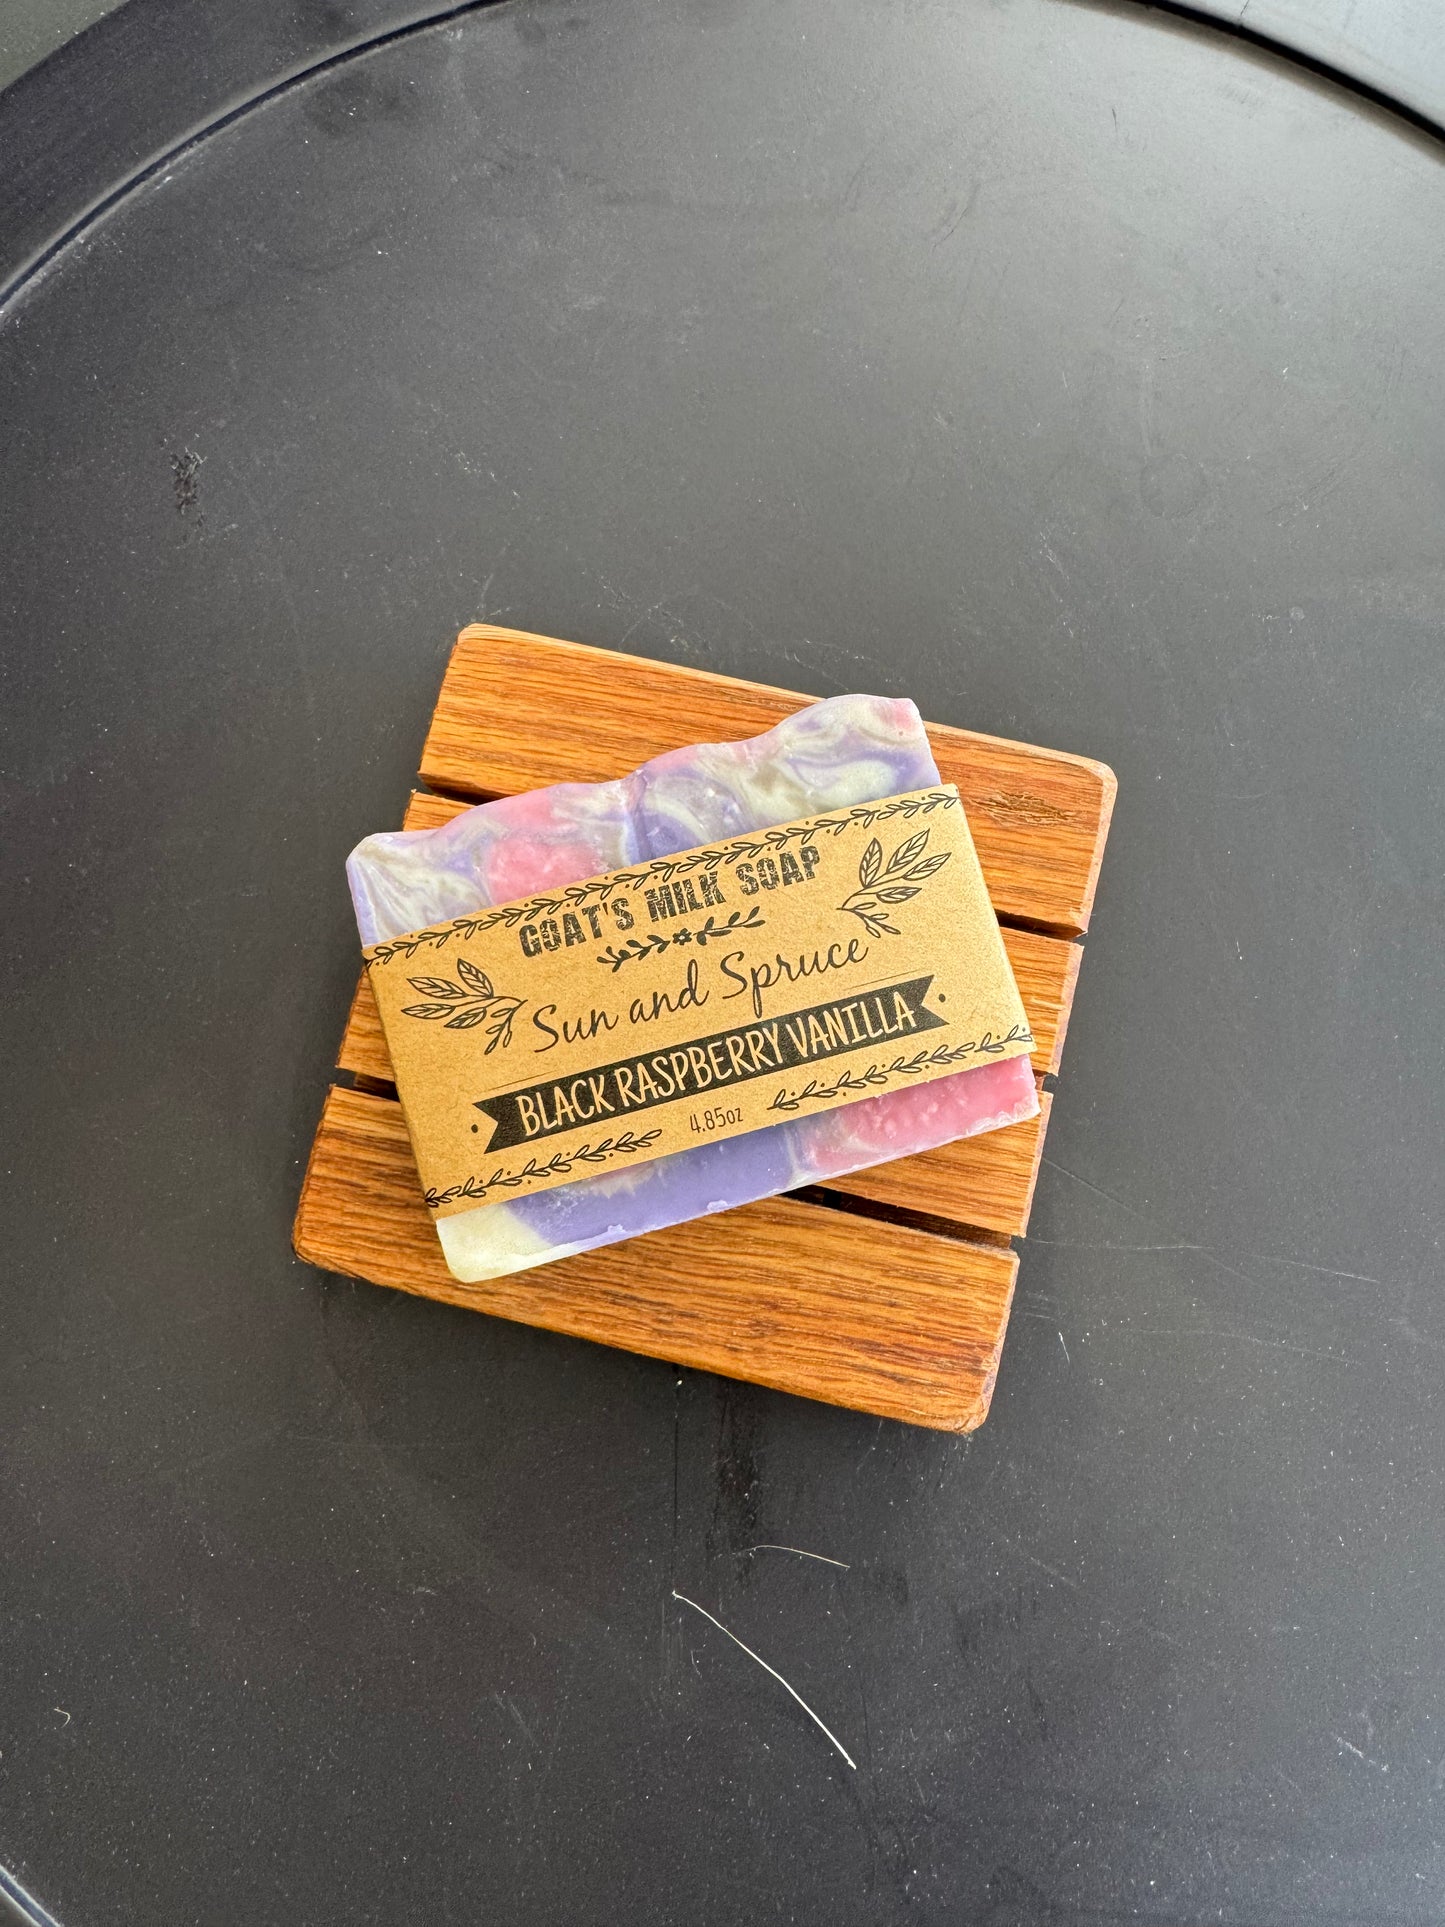 GOAT'S MILK SOAP
Sun and Spruce
BLACK RASPBERRY VANILLA
4.85oz